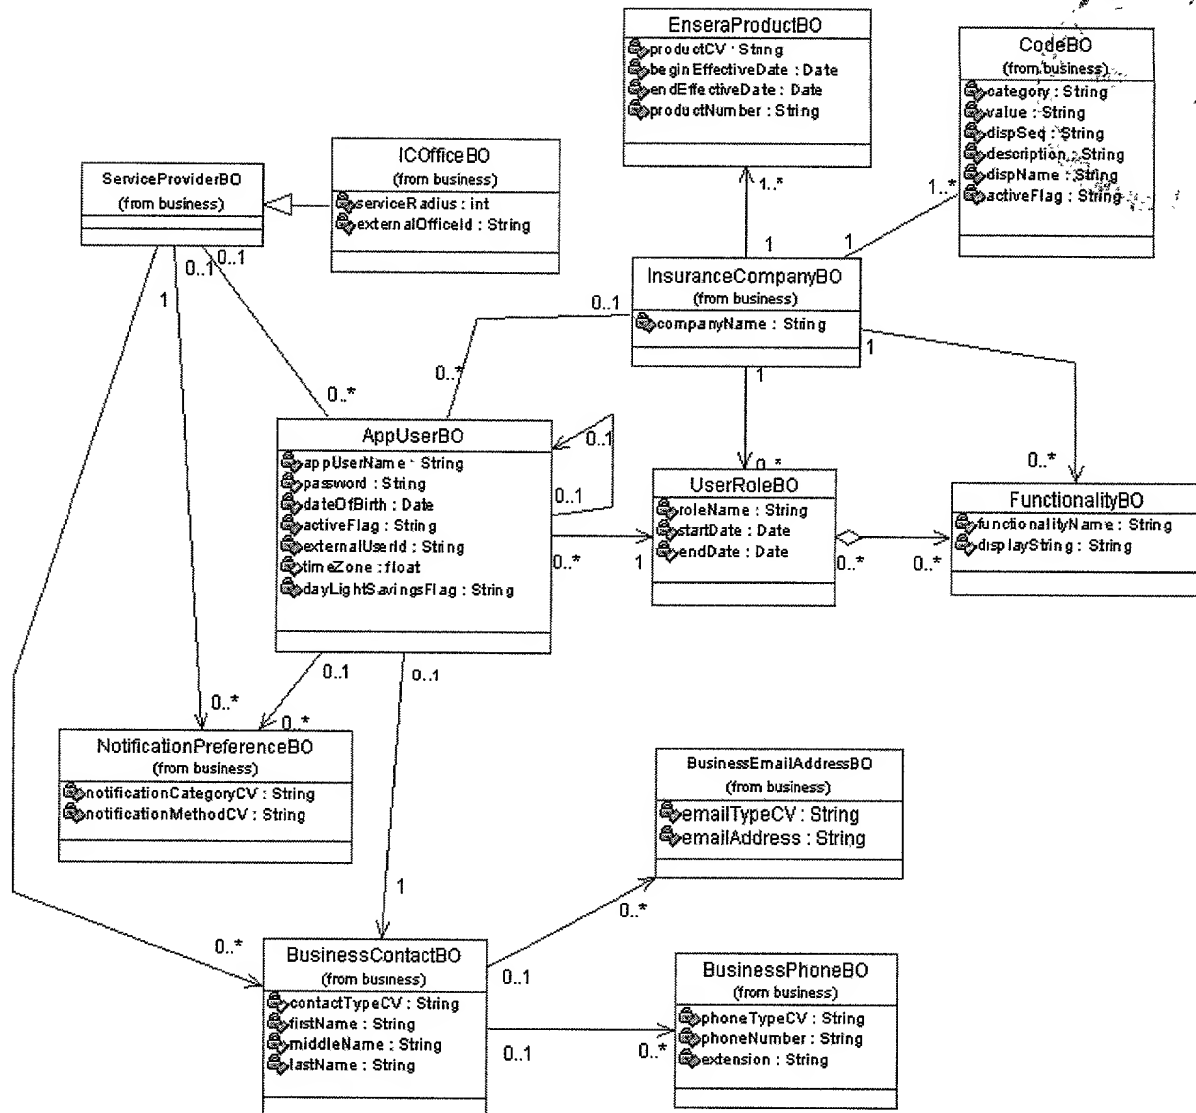 EnseraProductBO
productCV : String
beginEffectiveDate : Date
endEffectiveDate : Date
productNumber : String
CodeBO
(from business)
category : String
value : String
dispSeq : String
description : String
dispName : String
activeFlag : String
ICOfficeBO
(from business)
serviceRadius : int
externalOfficeId : String
ServiceProviderBO
(from business)
1..*
1..*
1
1
0..1
0..1
1
InsuranceCompanyBO
(from business)
companyName : String
0..1
1
1
0..*
0..*
AppUserBO
appUserName : String
password : String
dateOfBirth : Date
activeFlag : String
externalUserId : String
timeZone : float
dayLightSavingsFlag : String
0..1
0..1
0..*
0..*
UserRoleBO
roleName : String
startDate : Date
endDate : Date
FunctionalityBO
functionalityName : String
displayString : String
0..*
1
0..*
0..*
0..1
0..1
0..*
0..*
NotificationPreferenceBO
(from business)
notificationCategoryCV : String
notificationMethodCV : String
BusinessEmailAddressBO
(from business)
emailTypeCV : String
emailAddress : String
1
0..*
0..*
0..1
BusinessContactBO
(from business)
contactTypeCV : String
firstName : String
middleName : String
lastName : String
0..1
0..*
BusinessPhoneBO
(from business)
phoneTypeCV : String
phoneNumber : String
extension : String